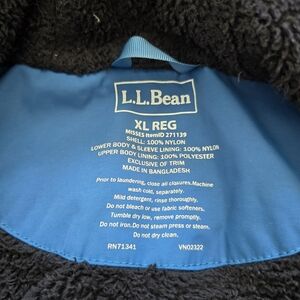 L.L.Bean
XL REG
MISSES ItemID 271139
SHELL: 100% NYLON
LOWER BODY & SLEEVE LINING: 100% NYLON
UPPER BODY LINING: 100% POLYESTER
EXCLUSIVE OF TRIM
MADE IN BANGLADESH
Prior to laundering, close all closures.Machine
wash cold, separately.
Mild detergent, rinse thoroughly.
Do not bleach or use fabric softeners.
Tumble dry low, remove promptly.
Do not iron.Do not steam press or steam.
Do not dry clean.
RN71341 VN02322